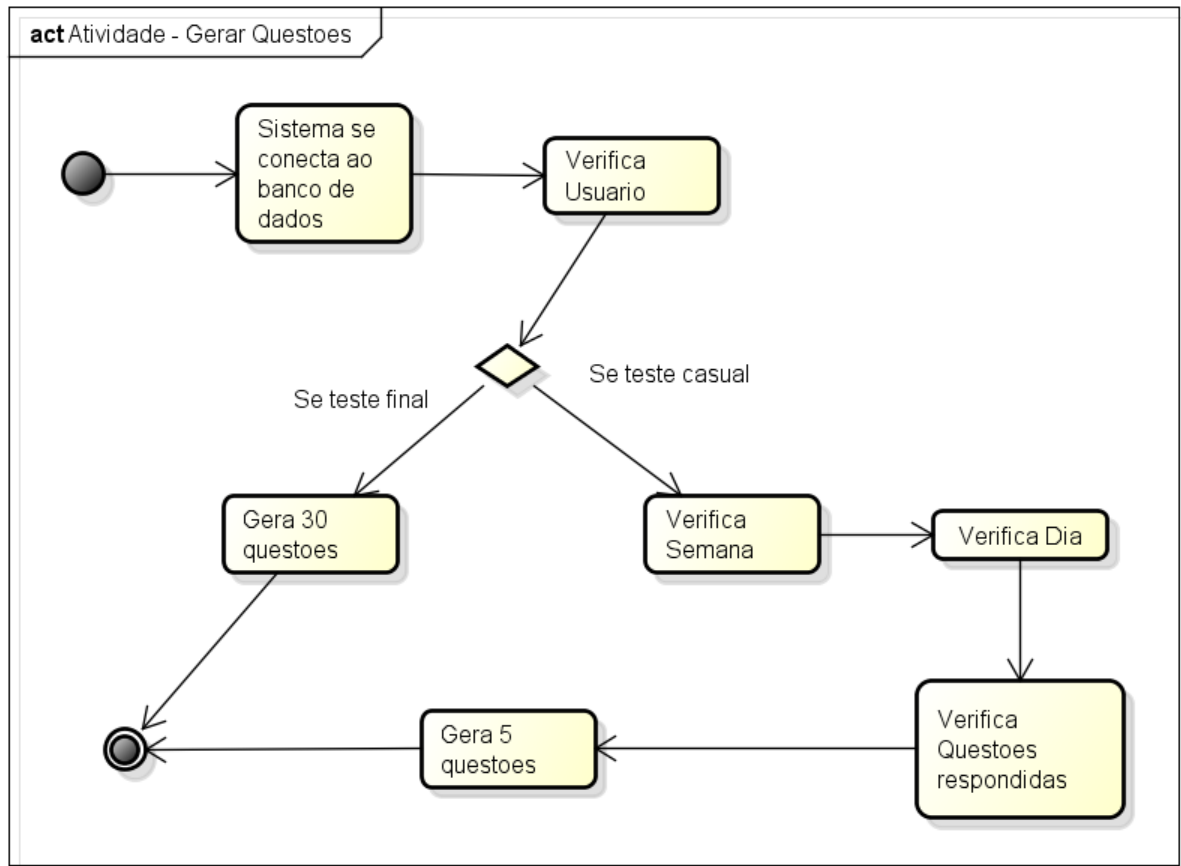 act Atividade - Gerar Questoes
Sistema se
conecta ao
banco de
dados
Verifica
Usuario
Se teste casual
Se teste final
Gera 30
questoes
Verifica
Semana
Verifica Dia
Verifica
Questoes
respondidas
Gera 5
questoes